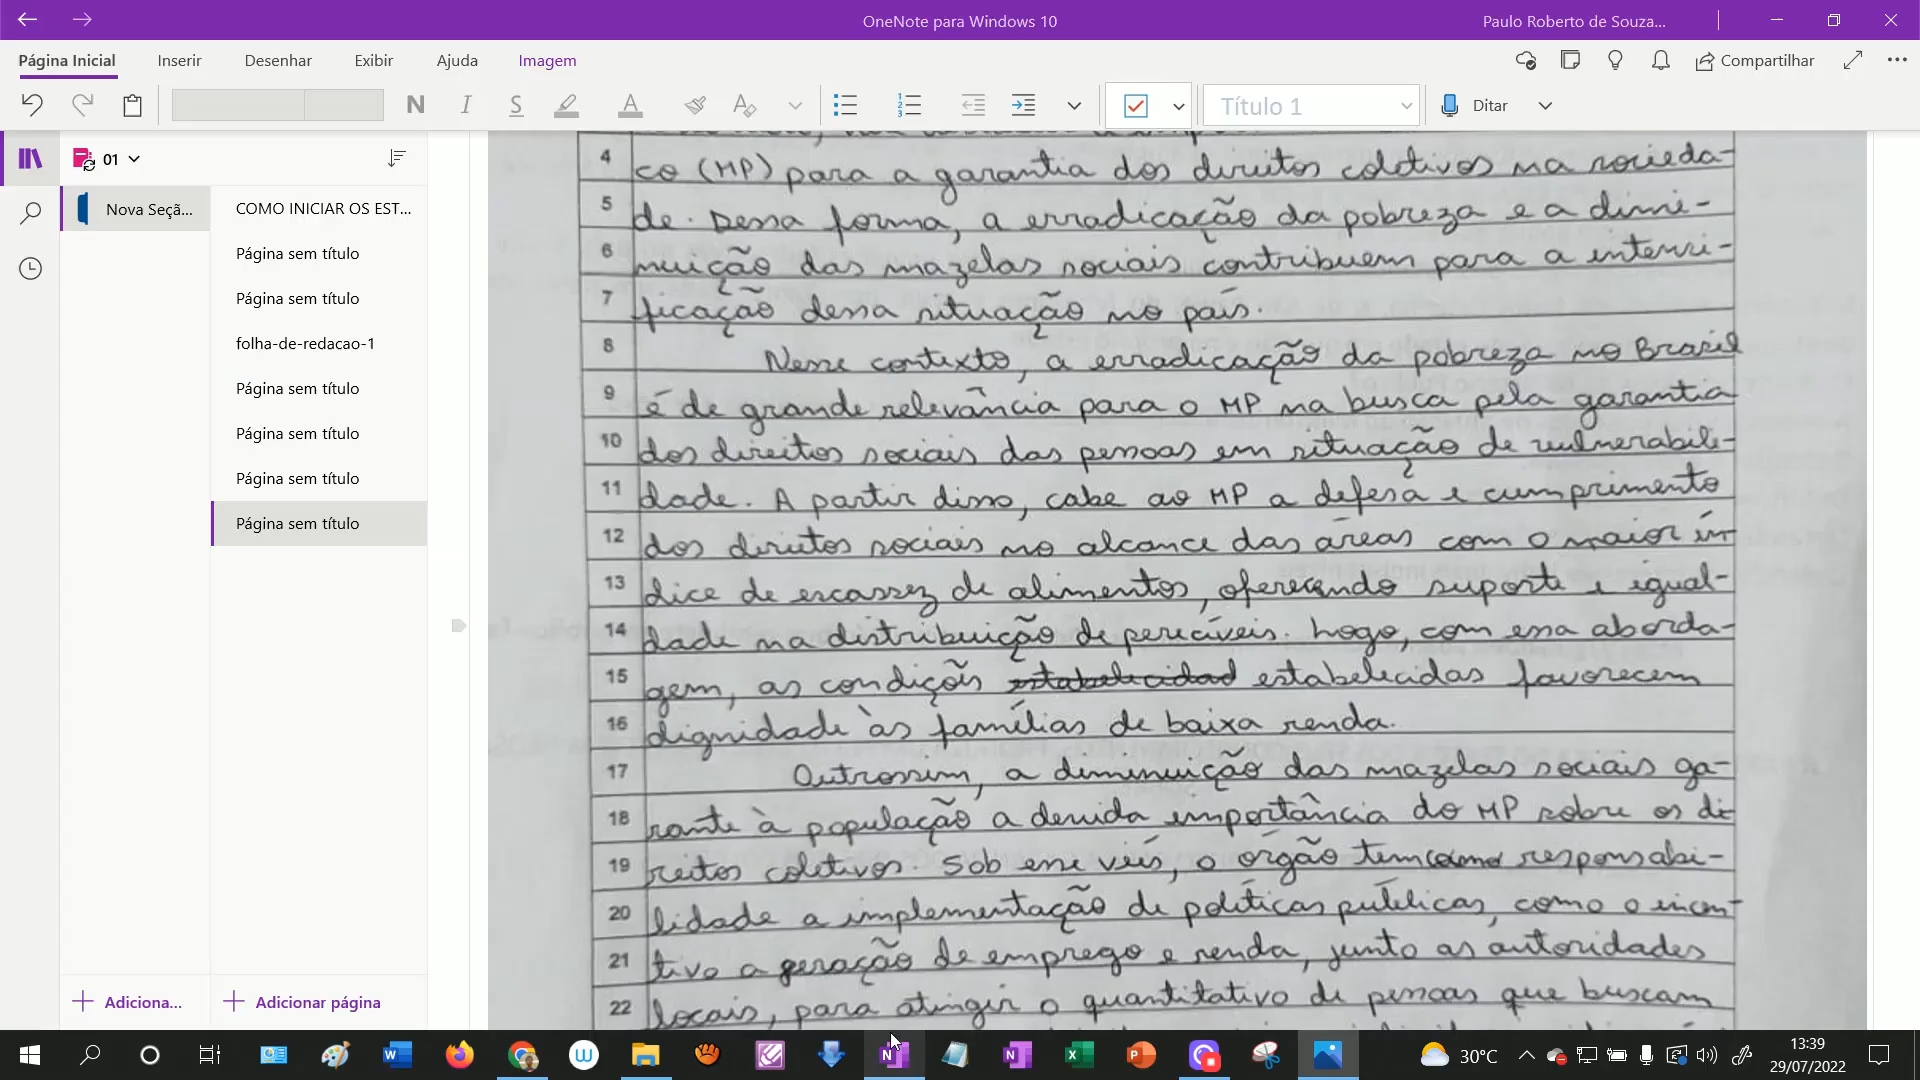 OneNote para Windows 10
Paulo Roberto de Souza...
Página Inicial
Inserir
Desenhar
Exibir
Ajuda
Imagem
Compartilhar
N
I
S
Título 1
Ditar
01
Nova Seçã...
COMO INICIAR OS EST...
Página sem título
Página sem título
folha-de-redacao-1
Página sem título
Página sem título
Página sem título
Página sem título
Adiciona...
Adicionar página
4 co (MP) para a garantia dos direitos coletivos na socieda-
5 de. Dessa forma, a erradicação da pobreza e a dimi-
6 nuição das mazelas sociais contribuem para a intensi-
7 ficação dessa situação no país.
8 Nesse contexto, a erradicação da pobreza no Brasil
9 é de grande relevância para o MP na busca pela garantia
10 dos direitos sociais das pessoas em situação de vulnerabili-
11 dade. A partir disso, cabe ao MP a defesa e cumprimento
12 dos direitos sociais no alcance das áreas com o maior ín-
13 dice de escassez de alimentos, oferecendo suporte e igual-
14 dade na distribuição de perecíveis. Logo, com essa aborda-
15 gem, as condições estabelecidas favorecem
16 dignidade às famílias de baixa renda.
17 Outrossim, a diminuição das mazelas sociais ga-
18 rante à população a devida importância do MP sobre os di-
19 reitos coletivos. Sob esse viés, o órgão tem como responsabi-
20 lidade a implementação de políticas públicas, como o incen-
21 tivo a geração de emprego e renda, junto as autoridades
22 locais, para atingir o quantitativo de pessoas que buscam
30°C
13:39
29/07/2022